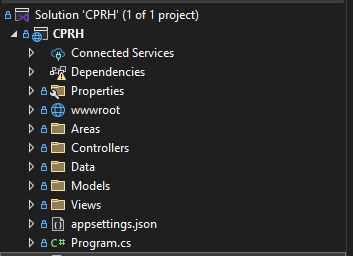 Solution 'CPRH' (1 of 1 project)
CPRH
Connected Services
Dependencies
Properties
wwwroot
Areas
Controllers
Data
Models
Views
appsettings.json
C# Program.cs